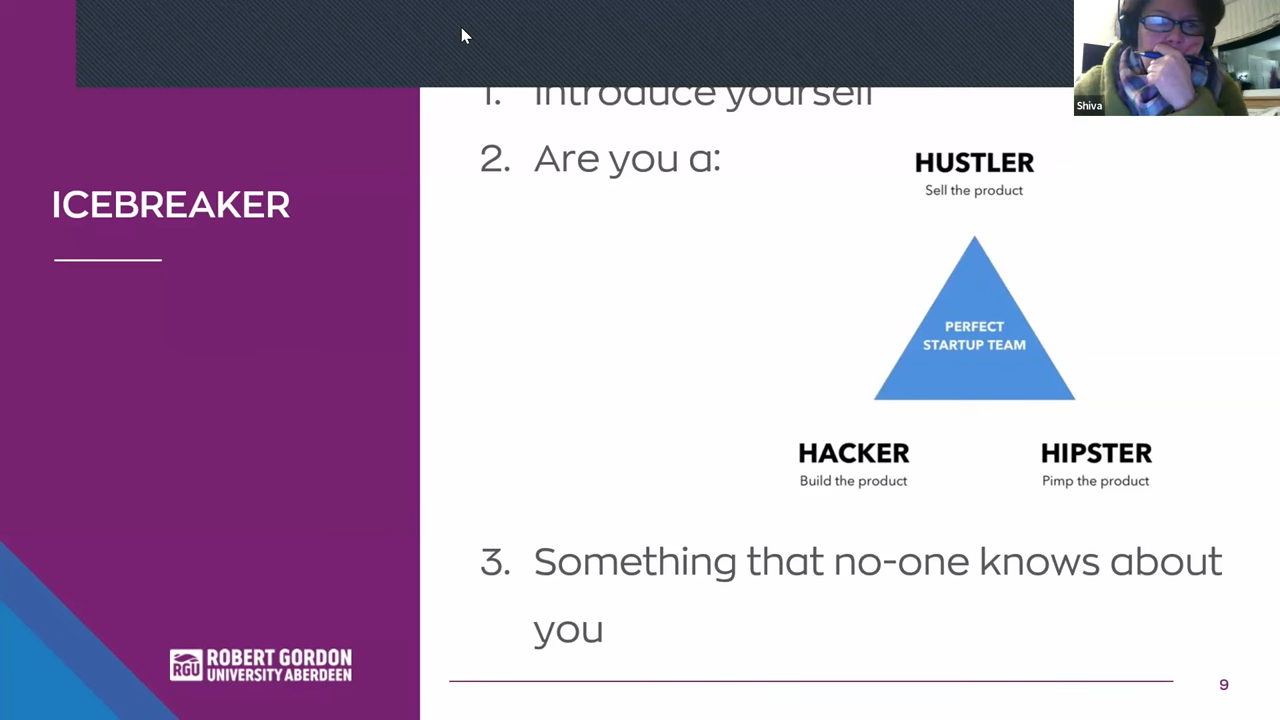 Shiva
ICEBREAKER
1. Introduce yourself
2. Are you a:
HUSTLER
Sell the product
PERFECT
STARTUP TEAM
HACKER
Build the product
HIPSTER
Pimp the product
3. Something that no-one knows about
you
RGU ROBERT GORDON
UNIVERSITY ABERDEEN
9